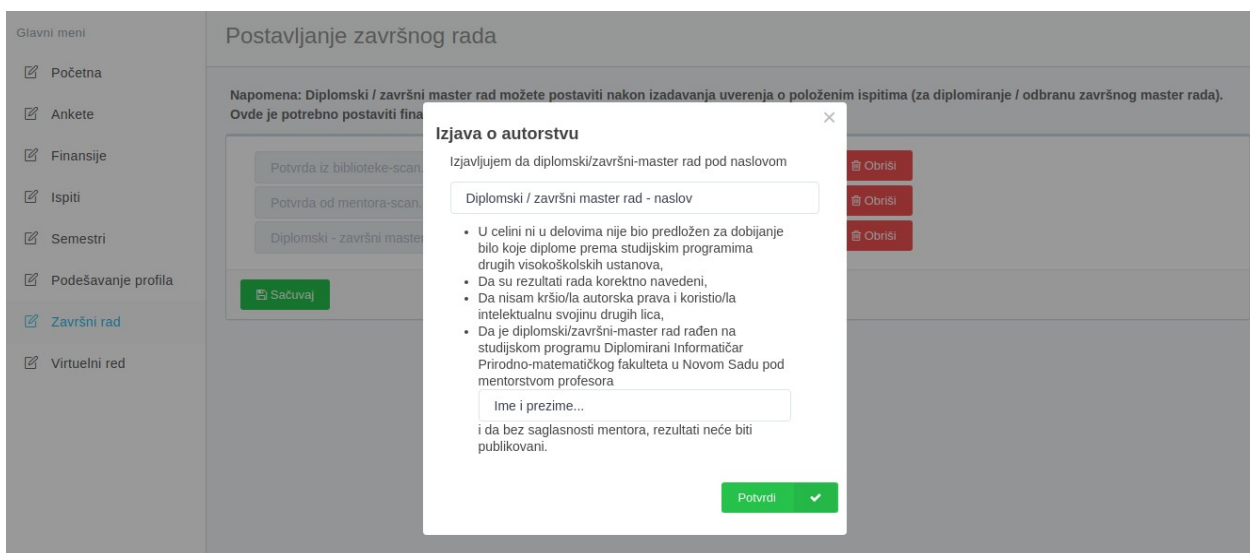 Glavni meni
Početna
Ankete
Finansije
Ispiti
Semestri
Podešavanje profila
Završni rad
Virtuelni red
Postavljanje završnog rada
Napomena: Diplomski / završni master rad možete postaviti nakon izadavanja uverenja o položenim ispitima (za diplomiranje / odbranu završnog master rada).
Ovde je potrebno postaviti fina
Potvrda iz biblioteke-scan.
Obriši
Potvrda od mentora-scan.
Obriši
Diplomski - završni master
Obriši
Sačuvaj
Izjava o autorstvu
Izjavljujem da diplomski/završni-master rad pod naslovom
Diplomski / završni master rad - naslov
• U celini ni u delovima nije bio predložen za dobijanje
bilo koje diplome prema studijskim programima
drugih visokoškolskih ustanova,
• Da su rezultati rada korektno navedeni,
• Da nisam kršio/la autorska prava i koristio/la
intelektualnu svojinu drugih lica,
• Da je diplomski/završni-master rad rađen na
studijskom programu Diplomirani Informatičar
Prirodno-matematičkog fakulteta u Novom Sadu pod
mentorstvom profesora
Ime i prezime...
i da bez saglasnosti mentora, rezultati neće biti
publikovani.
Potvrdi